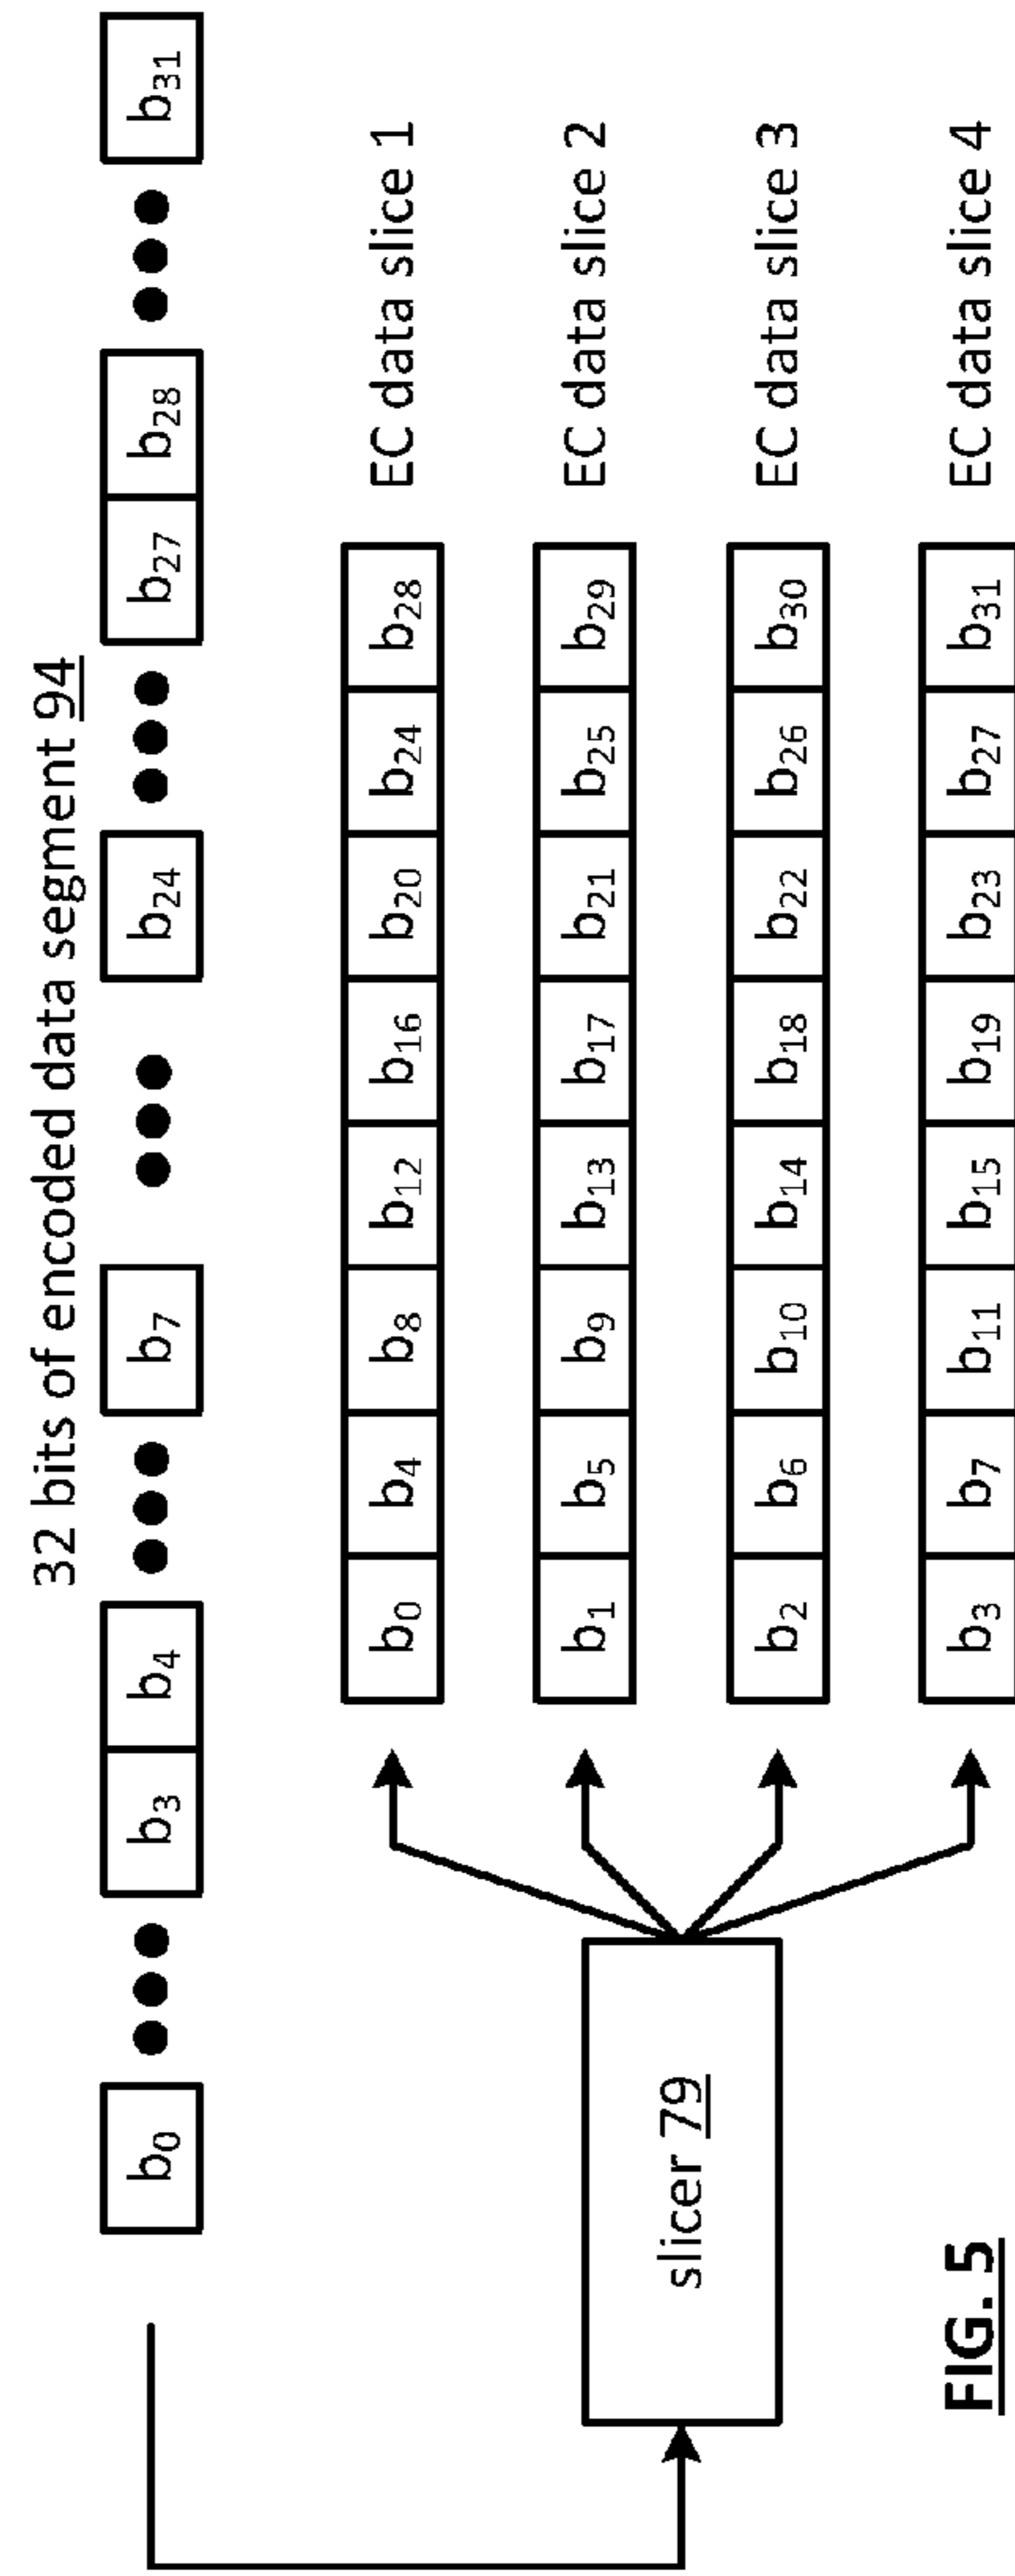 32 bits of encoded data segment 94
b0 ••• b3 b4 ••• b7 ••• b24 ••• b27 b28 ••• b31
b0 b4 b8 b12 b16 b20 b24 b28 EC data slice 1
b1 b5 b9 b13 b17 b21 b25 b29 EC data slice 2
slicer 79
b2 b6 b10 b14 b18 b22 b26 b30 EC data slice 3
b3 b7 b11 b15 b19 b23 b27 b31 EC data slice 4
FIG. 5